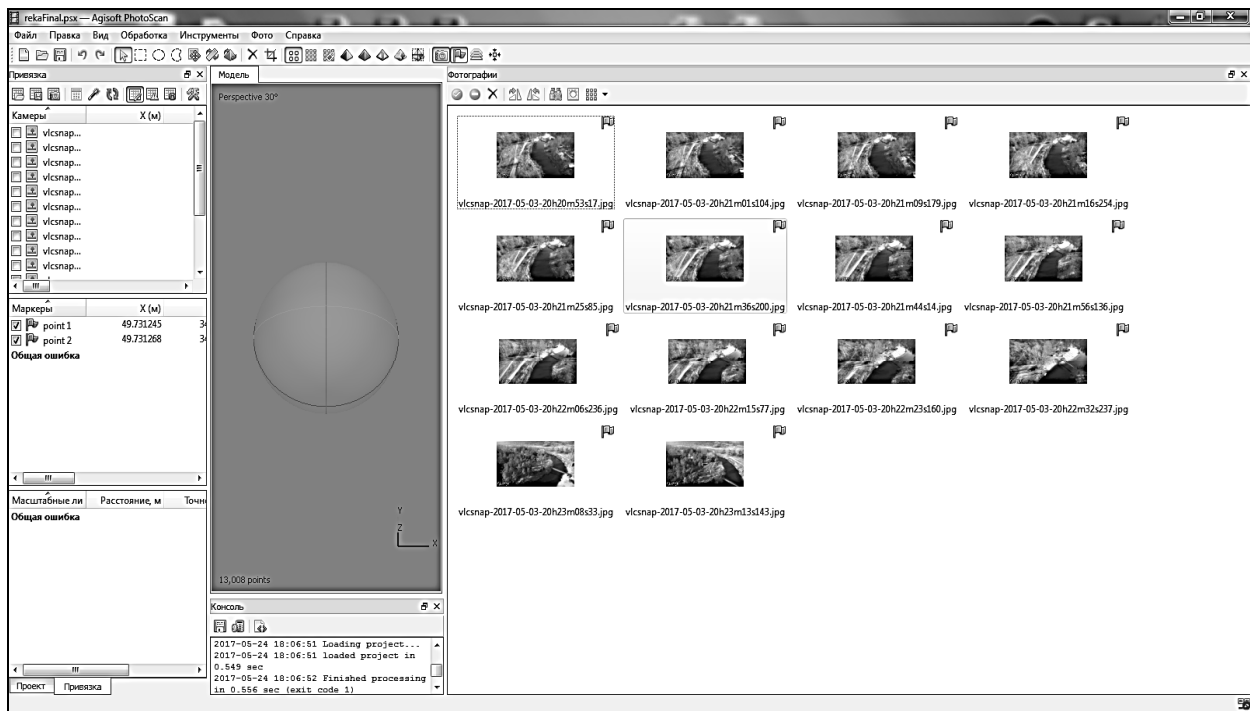 rekaFinal.psx — Agisoft PhotoScan
Файл Правка Вид Обработка Инструменты Фото Справка
Привязка
Камеры X (м)
vlcsnap...
vlcsnap...
vlcsnap...
vlcsnap...
vlcsnap...
vlcsnap...
vlcsnap...
vlcsnap...
vlcsnap...
vlcsnap...
Маркеры X (м)
point 1 49.731245 34
point 2 49.731268 34
Общая ошибка
Масштабные ли Расстояние, м Точн
Общая ошибка
Проект Привязка
Модель
Perspective 30°
Y
Z
X
13,008 points
Консоль
2017-05-24 18:06:51 Loading project...
2017-05-24 18:06:51 loaded project in
0.549 sec
2017-05-24 18:06:52 Finished processing
in 0.556 sec (exit code 1)
Фотографии
vlcsnap-2017-05-03-20h20m53s17.jpg vlcsnap-2017-05-03-20h21m01s104.jpg vlcsnap-2017-05-03-20h21m09s179.jpg vlcsnap-2017-05-03-20h21m16s254.jpg
vlcsnap-2017-05-03-20h21m25s85.jpg vlcsnap-2017-05-03-20h21m36s200.jpg vlcsnap-2017-05-03-20h21m44s14.jpg vlcsnap-2017-05-03-20h21m56s136.jpg
vlcsnap-2017-05-03-20h22m06s236.jpg vlcsnap-2017-05-03-20h22m15s77.jpg vlcsnap-2017-05-03-20h22m23s160.jpg vlcsnap-2017-05-03-20h22m32s237.jpg
vlcsnap-2017-05-03-20h23m08s33.jpg vlcsnap-2017-05-03-20h23m13s143.jpg